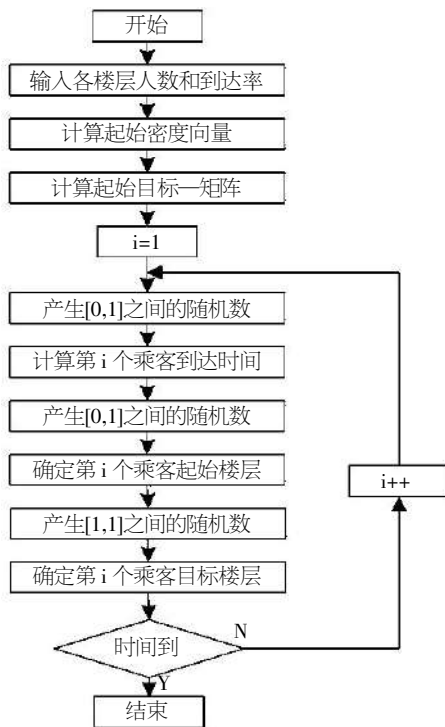 开始
输入各楼层人数和到达率
计算起始密度向量
计算起始目标—矩阵
i=1
产生[0,1]之间的随机数
计算第 i 个乘客到达时间
产生[0,1]之间的随机数
确定第 i 个乘客起始楼层
i++
产生[1,1]之间的随机数
确定第 i 个乘客目标楼层
时间到
N
Y
结束